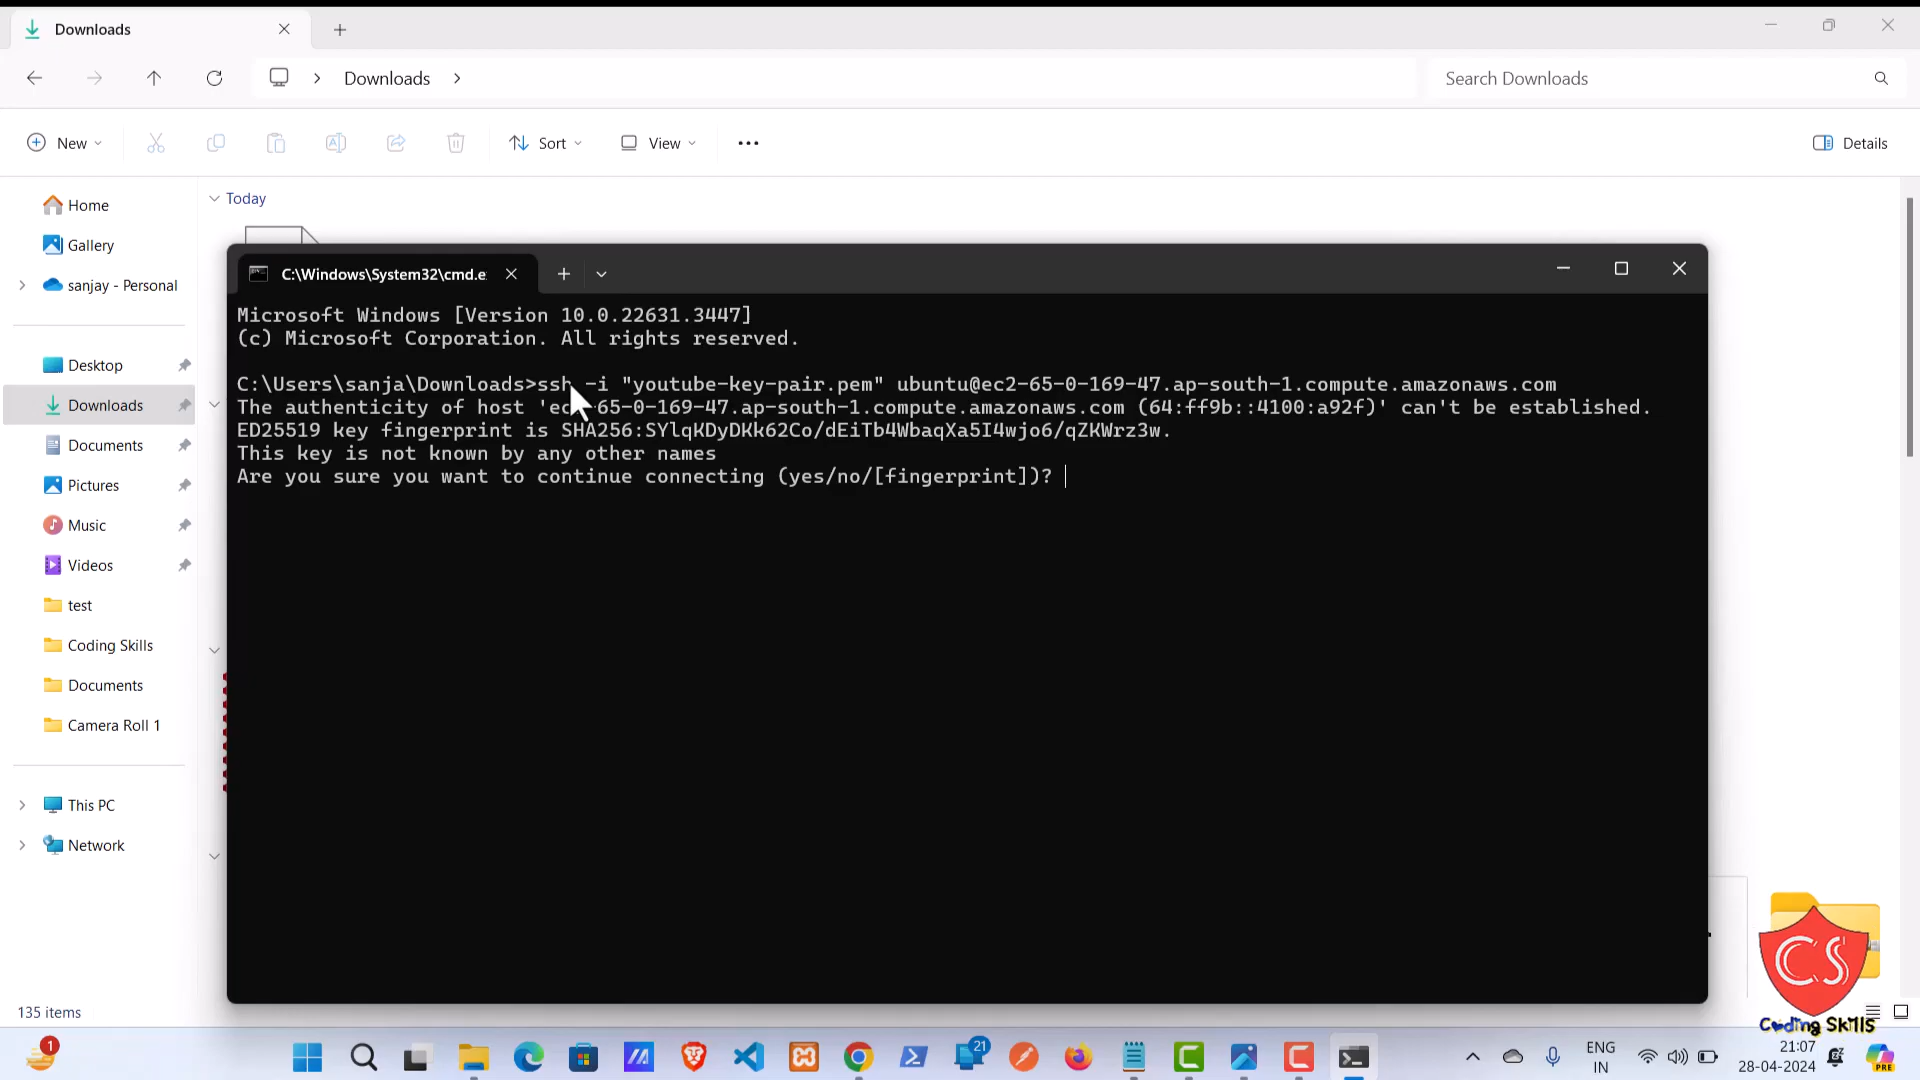 Downloads
Downloads
Search Downloads
New
Sort
View
Details
Home
Gallery
sanjay - Personal
Desktop
Downloads
Documents
Pictures
Music
Videos
test
Coding Skills
Documents
Camera Roll 1
This PC
Network
135 items
Today
C:\Windows\System32\cmd.e
Microsoft Windows [Version 10.0.22631.3447]
(c) Microsoft Corporation. All rights reserved.
C:\Users\sanja\Downloads>ssh -i "youtube-key-pair.pem" ubuntu@ec2-65-0-169-47.ap-south-1.compute.amazonaws.com
The authenticity of host 'ec2-65-0-169-47.ap-south-1.compute.amazonaws.com (64:ff9b::4100:a92f)' can't be established.
ED25519 key fingerprint is SHA256:SYlqKDyDKk62Co/dEiTb4WbaqXa5I4wjo6/qZKWrz3w.
This key is not known by any other names
Are you sure you want to continue connecting (yes/no/[fingerprint])?
CS
Coding Skills
1
21
ENG
IN
21:07
28-04-2024
PRE